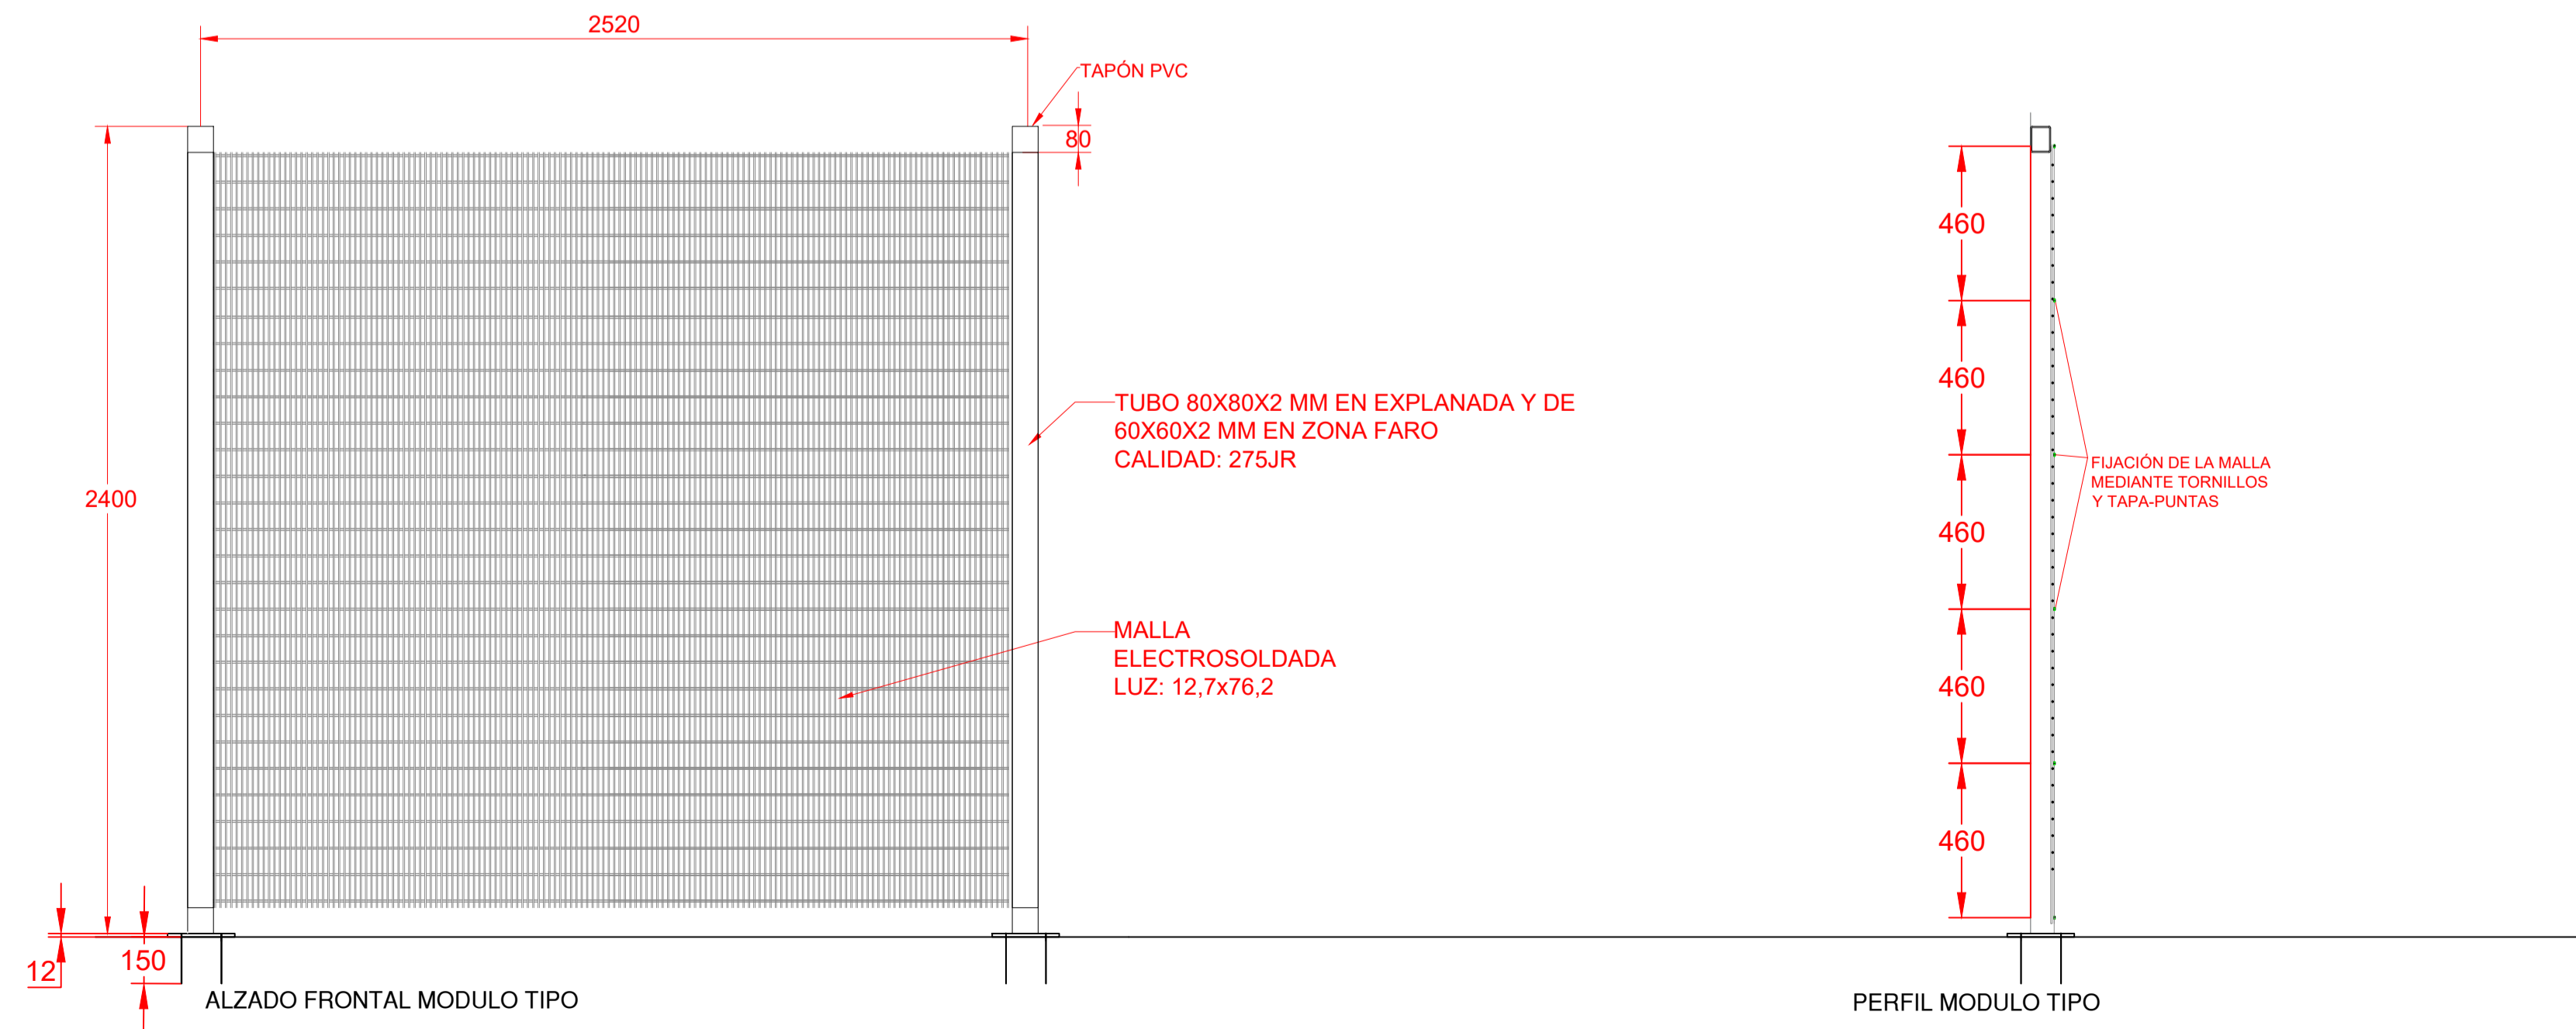 2520
TAPÓN PVC
80
2400
TUBO 80X80X2 MM EN EXPLANADA Y DE
60X60X2 MM EN ZONA FARO
CALIDAD: 275JR
MALLA
ELECTROSOLDADA
LUZ: 12,7x76,2
12
150
ALZADO FRONTAL MODULO TIPO
460
460
460
460
460
FIJACIÓN DE LA MALLA
MEDIANTE TORNILLOS
Y TAPA-PUNTAS
PERFIL MODULO TIPO